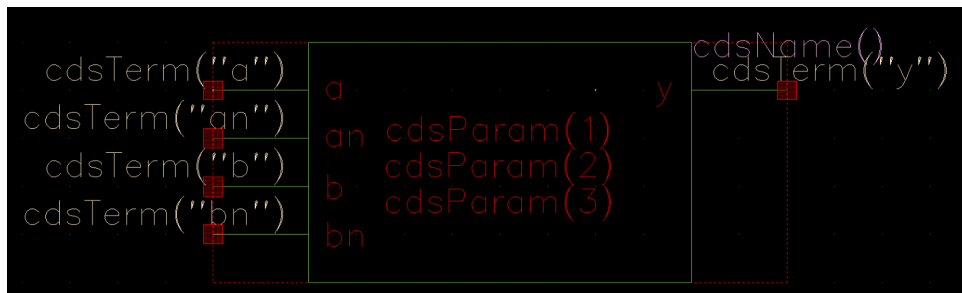 cdsName()
cdsTerm("a")
cdsTerm("y")
a
y
cdsTerm("an")
an
cdsParam(1)
cdsTerm("b")
cdsParam(2)
b
cdsParam(3)
cdsTerm("bn")
bn